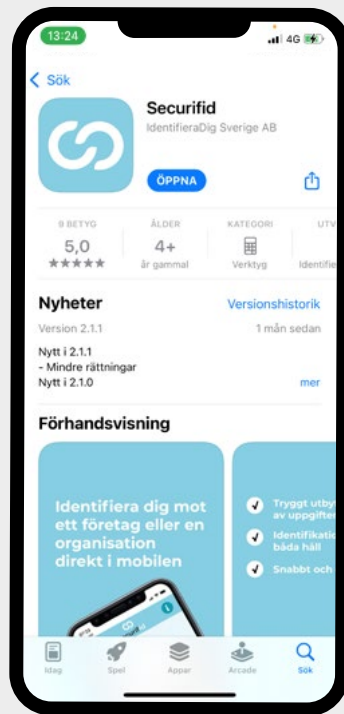 13:24
4G
Sök
Securifid
IdentifieraDig Sverige AB
ÖPPNA
9 BETYG
ÅLDER
KATEGORI
5,0
4+
år gammal
Verktyg
Nyheter
Versionshistorik
Version 2.1.1
1 mån sedan
Nytt i 2.1.1
- Mindre rättningar
Nytt i 2.1.0
mer
Förhandsvisning
Identifiera dig mot
ett företag eller en
organisation
direkt i mobilen
Tryggt
av uppgifter
båda håll
Snabbt och
Idag
Spel
Appar
Arcade
Sök